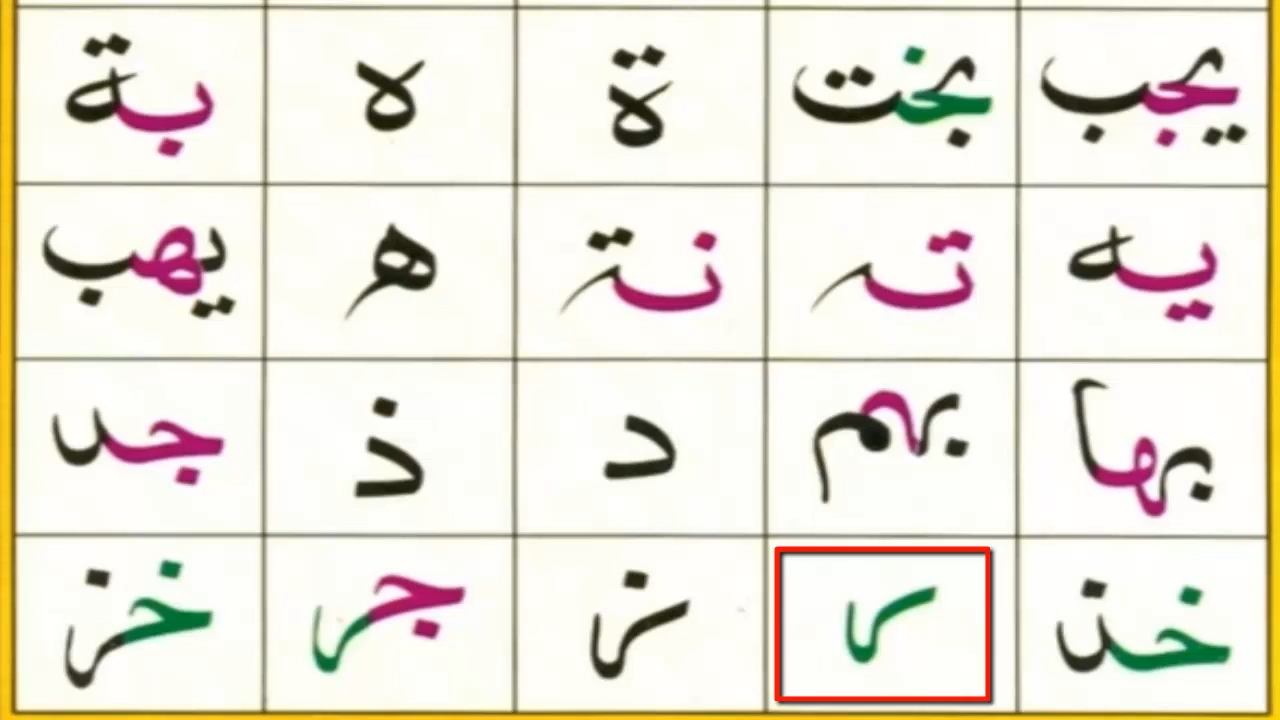 يجب بخت ة ه بة
يه ته نة ه يهب
بها بهم د ذ جد
خذ ر ز جر خز